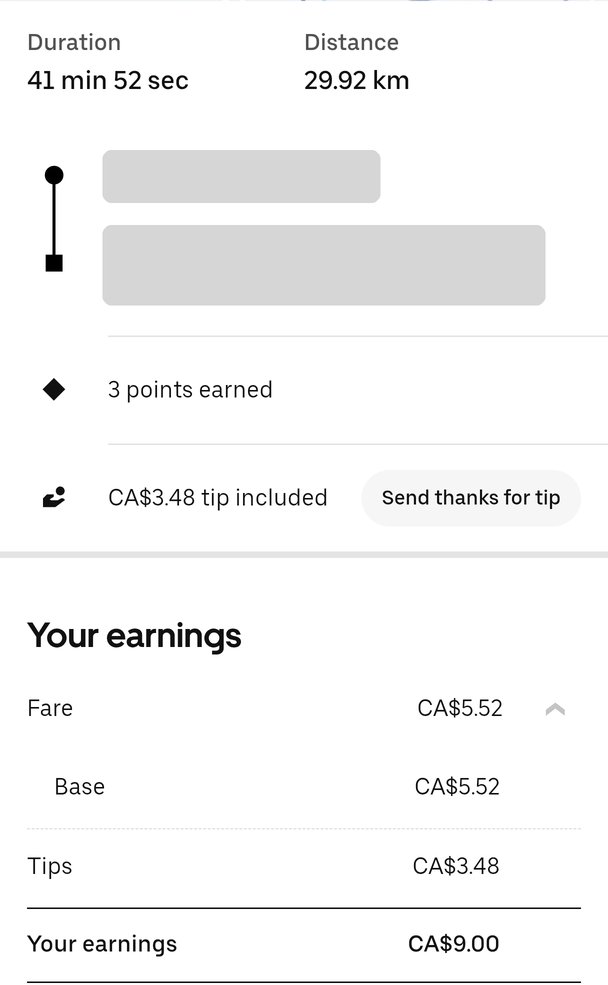 Duration Distance
41 min 52 sec 29.92 km
3 points earned
CA$3.48 tip included Send thanks for tip
Your earnings
Fare CA$5.52
Base CA$5.52
Tips CA$3.48
Your earnings CA$9.00